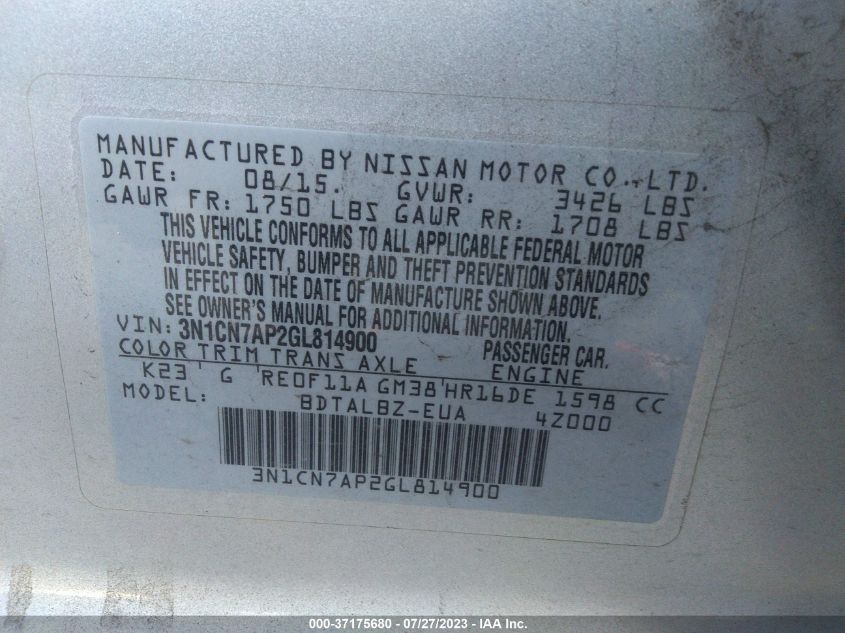 MANUFACTURED BY NISSAN MOTOR CO.,LTD.
DATE: 08/15. GVWR: 3426 LBS
GAWR FR: 1750 LBS GAWR RR: 1708 LBS
THIS VEHICLE CONFORMS TO ALL APPLICABLE FEDERAL MOTOR
VEHICLE SAFETY, BUMPER AND THEFT PREVENTION STANDARDS
IN EFFECT ON THE DATE OF MANUFACTURE SHOWN ABOVE.
SEE OWNER'S MANUAL FOR ADDITIONAL INFORMATION.
VIN: 3N1CN7AP2GL814900 PASSENGER CAR.
COLOR TRIM TRANS AXLE ENGINE
K23 ' G 'RE0F11A GM38'HR16DE 1598 CC
MODEL: BDTALBZ-EUA 4Z000
3N1CN7AP2GL814900
000-37175680 - 07/27/2023 - IAA Inc.